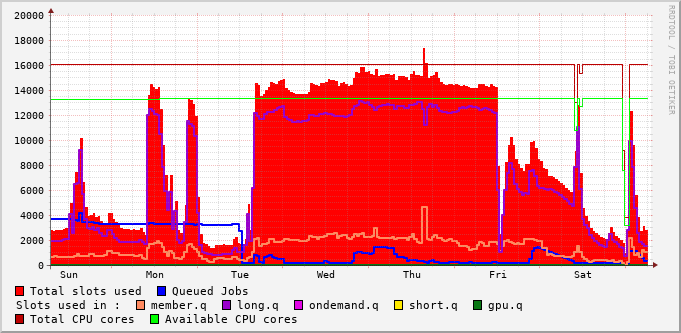 RRDTOOL / TOBI OETIKER
20000
18000
16000
14000
12000
10000
8000
6000
4000
2000
0
Sun Mon Tue Wed Thu Fri Sat
Total slots used Queued Jobs
Slots used in : member.q long.q ondemand.q short.q gpu.q
Total CPU cores Available CPU cores